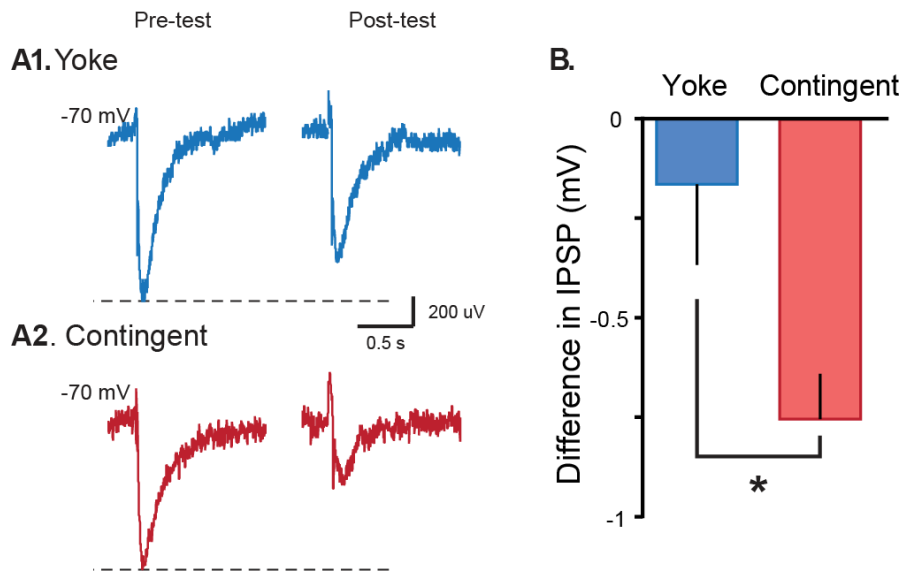 Pre-test
Post-test
A1. Yoke
-70 mV
200 uV
0.5 s
A2. Contingent
-70 mV
B.
Yoke
Contingent
Difference in IPSP (mV)
0
-0.5
-1
*